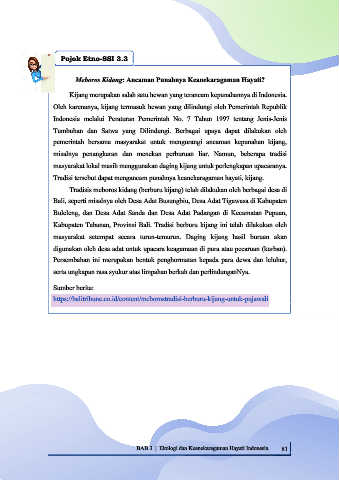 Pojok Etno-SSI 3.3
Meboros Kidang: Ancaman Punahnya Keanekaragaman Hayati?
Kijang merupakan salah satu hewan yang terancam kepunahannya di Indonesia.
Oleh karenanya, kijang termasuk hewan yang dilindungi oleh Pemerintah Republik
Indonesia melalui Peraturan Pemerintah No. 7 Tahun 1997 tentang Jenis-Jenis
Tumbuhan dan Satwa yang Dilindungi. Berbagai upaya dapat dilakukan oleh
pemerintah bersama masyarakat untuk mengurangi ancaman kepunahan kijang,
misalnya penangkaran dan menekan perburuan liar. Namun, beberapa tradisi
masyarakat lokal masih menggunakan daging kijang untuk perlengkapan upacaranya.
Tradisi tersebut dapat mengancam punahnya keanekaragaman hayati, kijang.
Tradisis meboros kidang (berburu kijang) telah dilakukan oleh berbagai desa di
Bali, seperti misalnya oleh Desa Adat Busungbiu, Desa Adat Tigawasa di Kabupaten
Buleleng, dan Desa Adat Sanda dan Desa Adat Padangan di Kecamatan Pupuan,
Kabupaten Tabanan, Provinsi Bali. Tradisi berburu kijang ini telah dilakukan oleh
masyarakat setempat secara turun-temurun. Daging kijang hasil buruan akan
digunakan oleh desa adat untuk upacara keagamaan di pura atau pecaruan (kurban).
Persembahan ini merupakan bentuk penghormatan kepada para dewa dan leluhur,
serta ungkapan rasa syukur atas limpahan berkah dan perlindunganNya.
Sumber berita:
https://balitribune.co.id/content/meborostradisi-berburu-kijang-untuk-pujawali
BAB 3 | Ekologi dan Keanekaragaman Hayati Indonesia 81